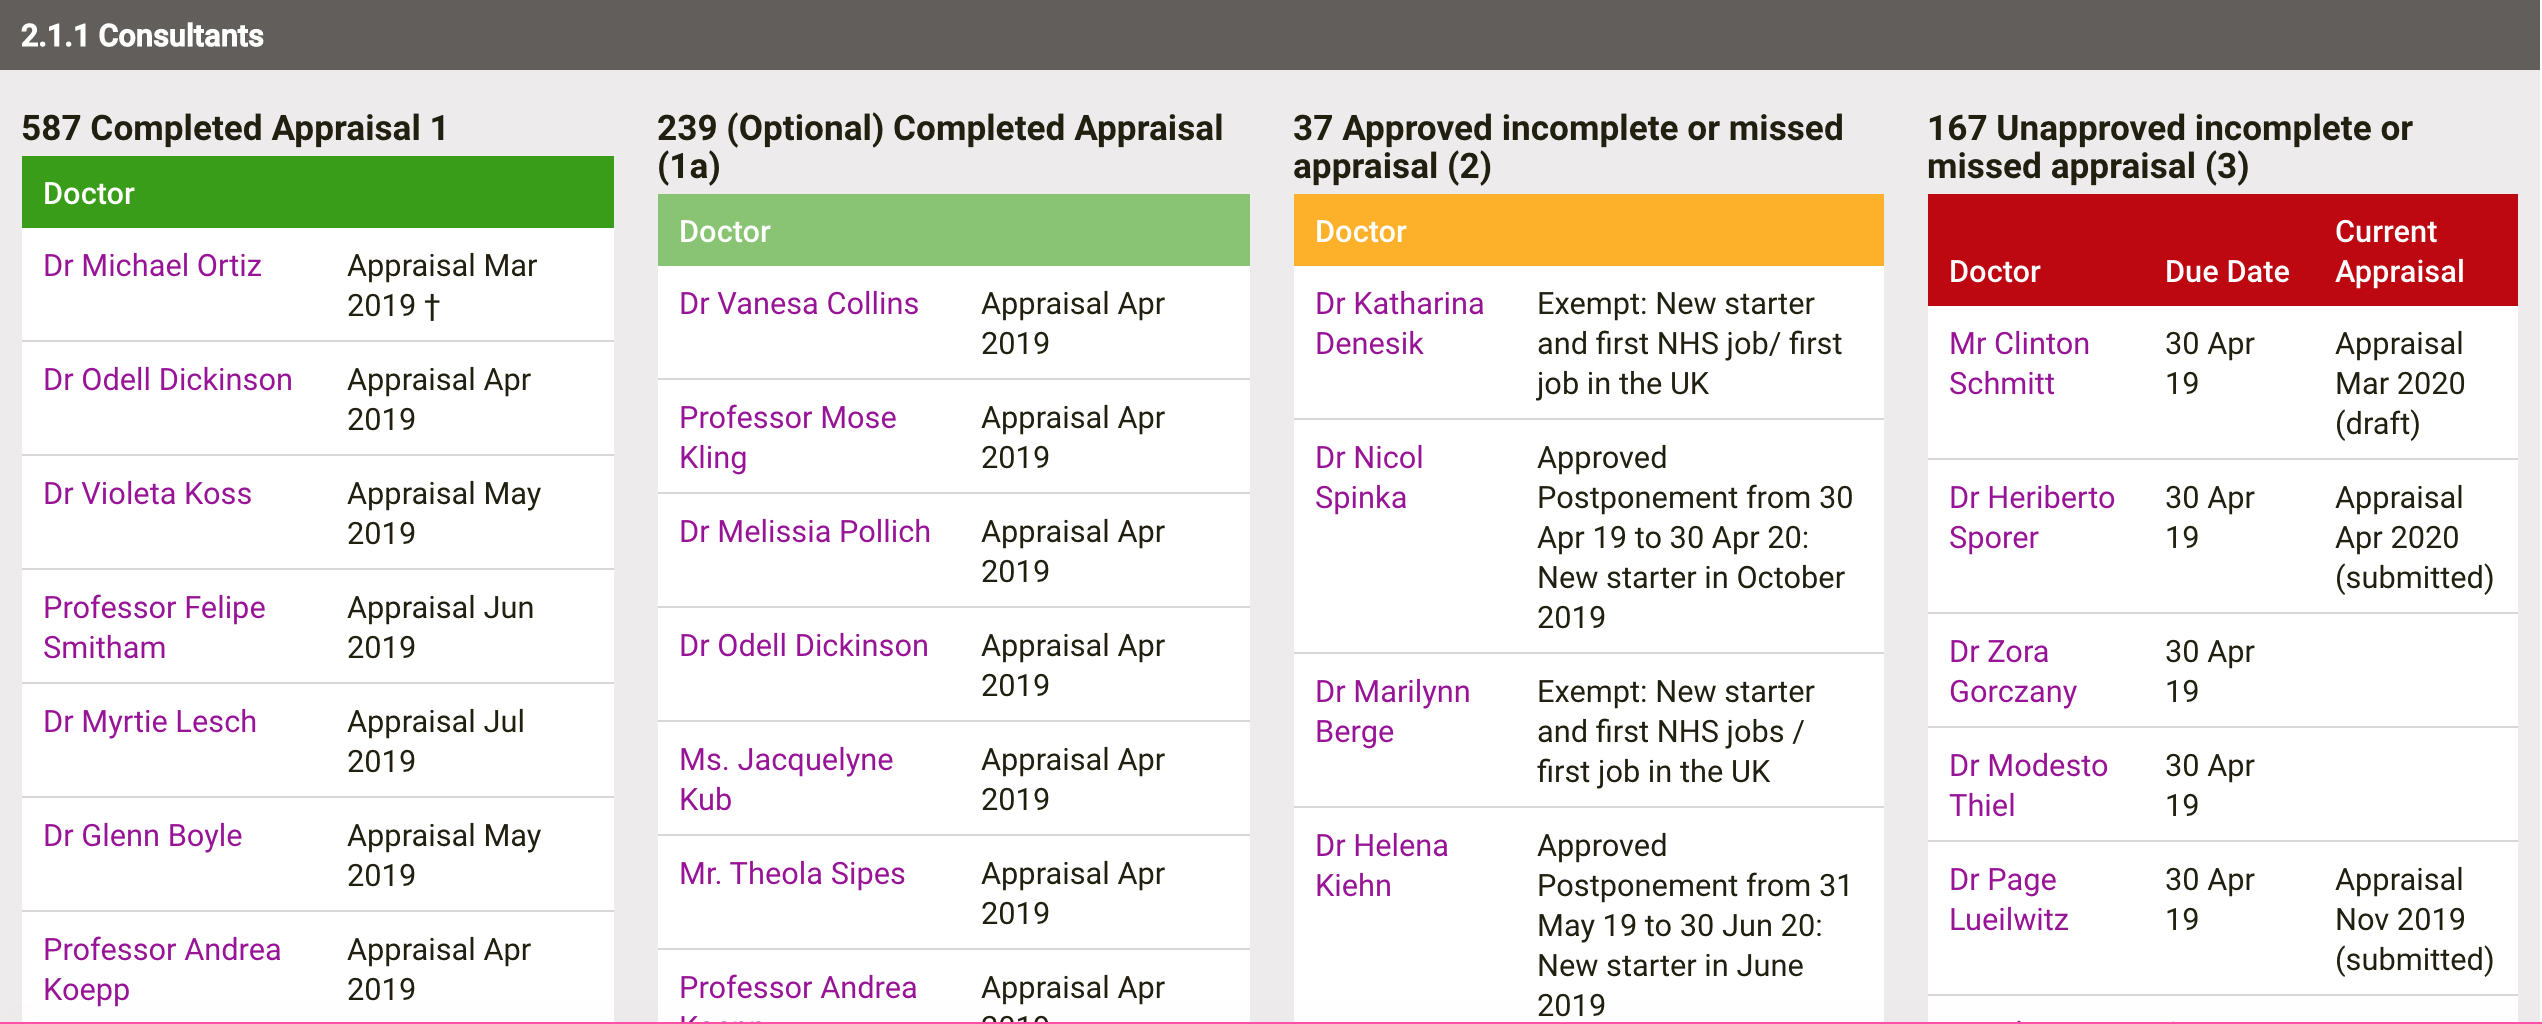 2.1.1 Consultants
587 Completed Appraisal 1
Doctor
Dr Michael Ortiz
Appraisal Mar
2019 †
Dr Odell Dickinson
Appraisal Apr
2019
Dr Violeta Koss
Appraisal May
2019
Professor Felipe
Smitham
Appraisal Jun
2019
Dr Myrtie Lesch
Appraisal Jul
2019
Dr Glenn Boyle
Appraisal May
2019
Professor Andrea
Koepp
Appraisal Apr
2019
239 (Optional) Completed Appraisal
(1a)
Doctor
Dr Vanesa Collins
Appraisal Apr
2019
Professor Mose
Kling
Appraisal Apr
2019
Dr Melissia Pollich
Appraisal Apr
2019
Dr Odell Dickinson
Appraisal Apr
2019
Ms. Jacquelyne
Kub
Appraisal Apr
2019
Mr. Theola Sipes
Appraisal Apr
2019
Professor Andrea
Appraisal Apr
2019
37 Approved incomplete or missed
appraisal (2)
Doctor
Dr Katharina
Denesik
Exempt: New starter
and first NHS job/ first
job in the UK
Dr Nicol
Spinka
Approved
Postponement from 30
Apr 19 to 30 Apr 20:
New starter in October
2019
Dr Marilynn
Berge
Exempt: New starter
and first NHS jobs /
first job in the UK
Dr Helena
Kiehn
Approved
Postponement from 31
May 19 to 30 Jun 20:
New starter in June
2019
167 Unapproved incomplete or
missed appraisal (3)
Doctor
Due Date
Current
Appraisal
Mr Clinton
Schmitt
30 Apr
19
Appraisal
Mar 2020
(draft)
Dr Heriberto
Sporer
30 Apr
19
Appraisal
Apr 2020
(submitted)
Dr Zora
Gorczany
30 Apr
19
Dr Modesto
Thiel
30 Apr
19
Dr Page
Lueilwitz
30 Apr
19
Appraisal
Nov 2019
(submitted)